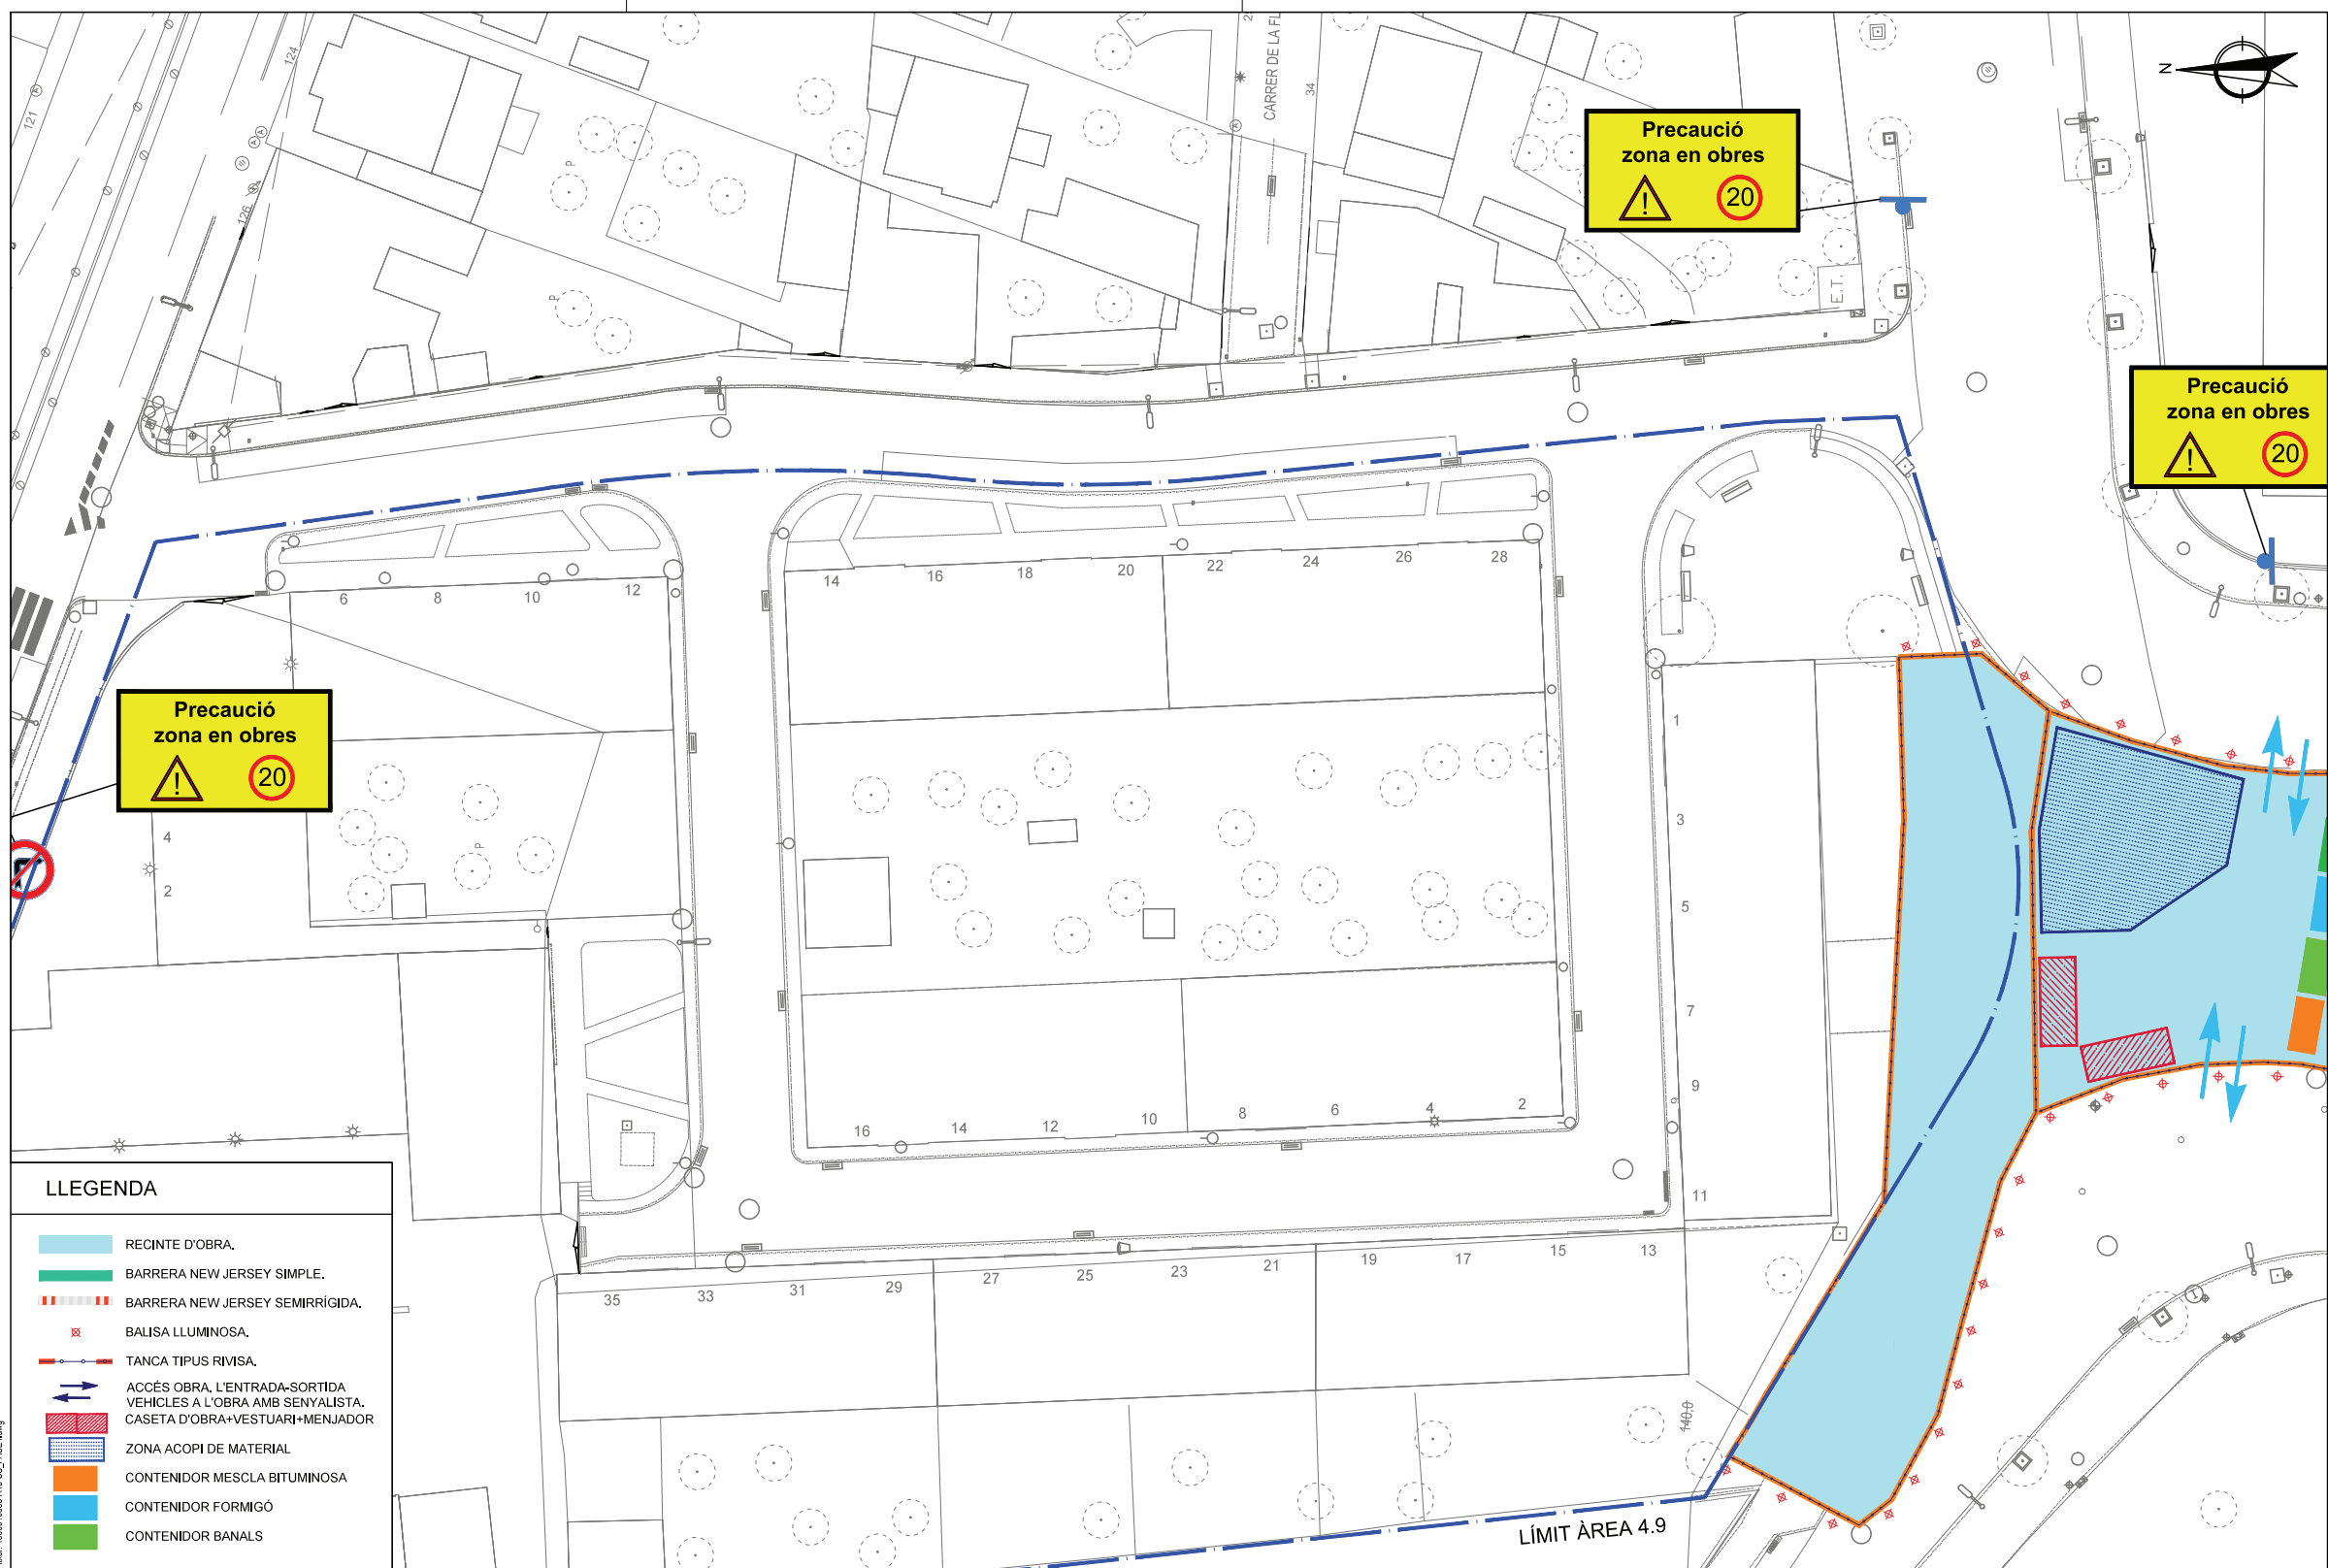 121
124
126
CARRER DE LA FL
34
N
Precaució
zona en obres
!
20
E.T.
Precaució
zona en obres
!
20
P
P
6
8
10
12
14
16
18
20
22
24
26
28
Precaució
zona en obres
!
20
4
2
P
1
3
5
7
9
9
11
16
14
12
10
8
6
4
2
35
33
31
29
27
25
23
21
19
17
15
13
LÍMIT ÀREA 4.9
LLEGENDA
RECINTE D'OBRA.
BARRERA NEW JERSEY SIMPLE.
BARRERA NEW JERSEY SEMIRRÍGIDA.
BALISA LLUMINOSA.
TANCA TIPUS RIVISA.
ACCÉS OBRA. L'ENTRADA-SORTIDA
VEHICLES A L'OBRA AMB SENYALISTA.
CASETA D'OBRA+VESTUARI+MENJADOR
ZONA ACOPI DE MATERIAL
CONTENIDOR MESCLA BITUMINOSA
CONTENIDOR FORMIGÓ
CONTENIDOR BANALS